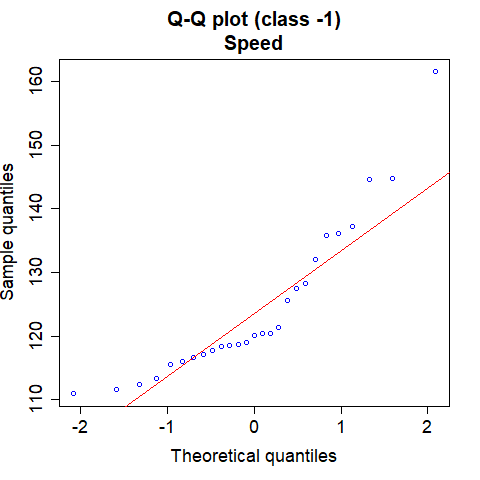 Q-Q plot (class -1)
Speed
Sample quantiles
160
150
140
130
120
110
-2 -1 0 1 2
Theoretical quantiles